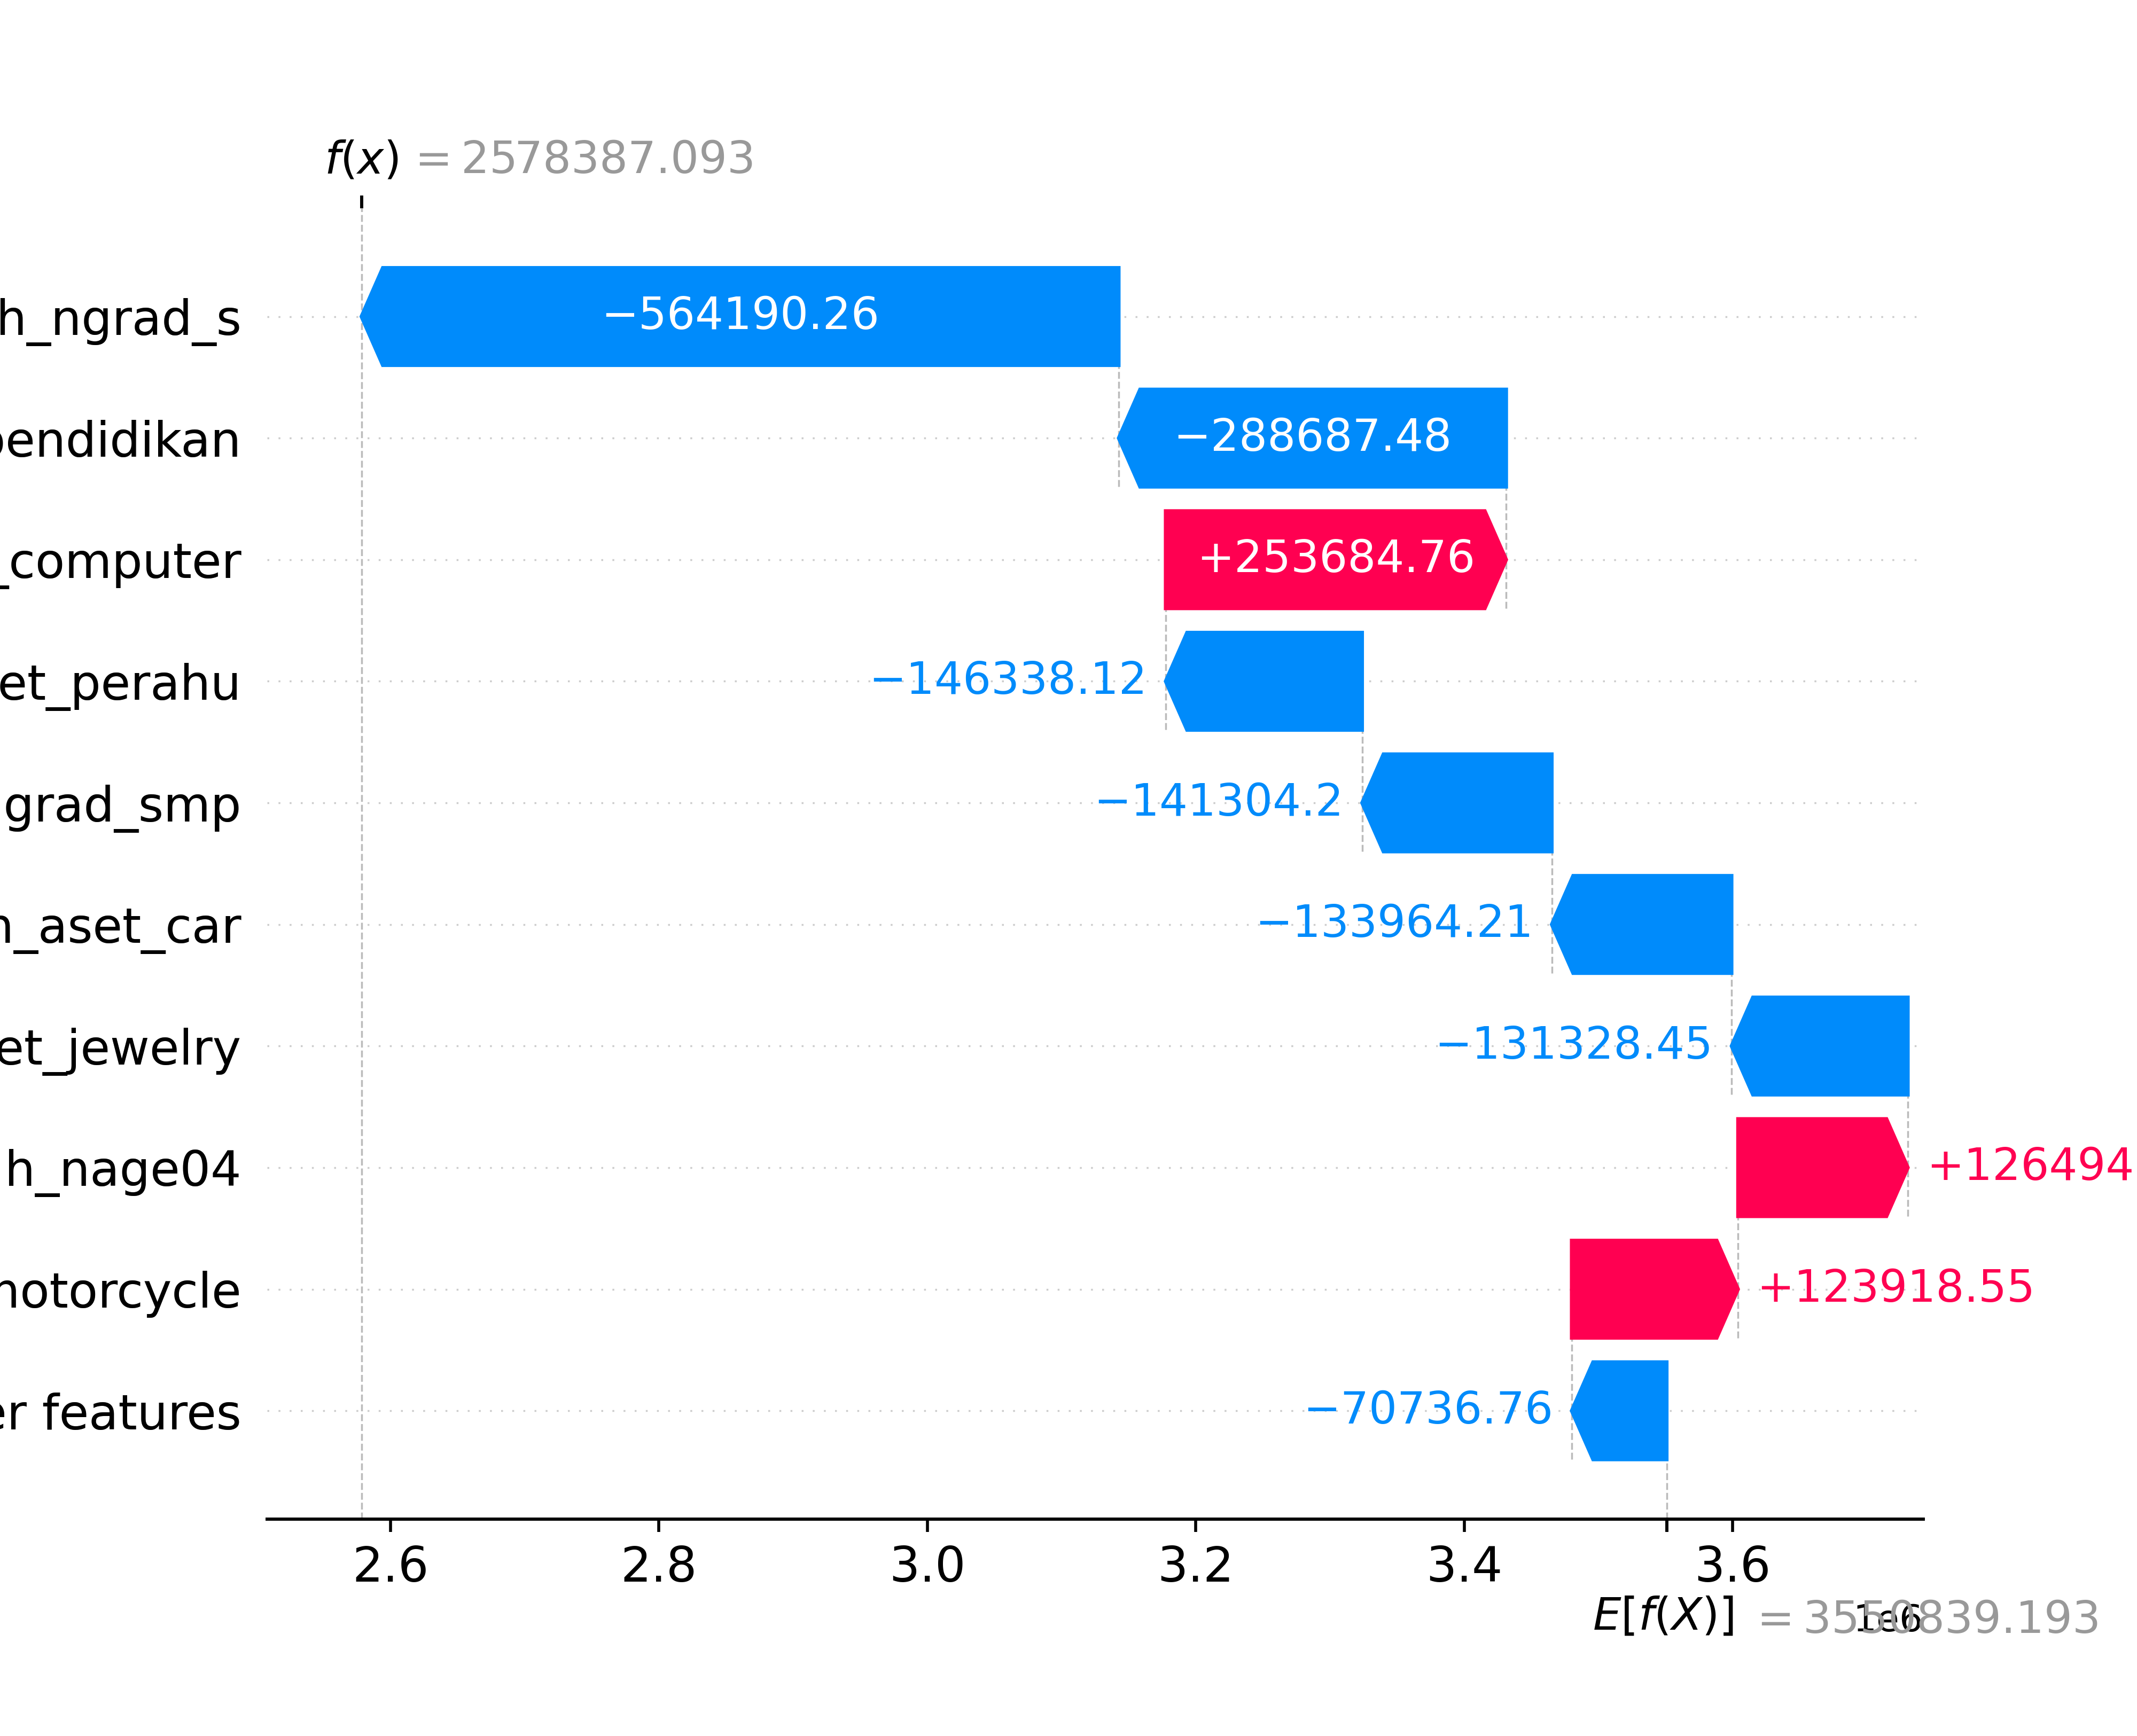 f(x) = 2578387.093
h_ngrad_s −564190.26
pendidikan −288687.48
_computer +253684.76
et_perahu −146338.12
grad_smp −141304.2
_aset_car −133964.21
et_jewelry −131328.45
h_nage04 +126494
motorcycle +123918.55
er features −70736.76
2.6 2.8 3.0 3.2 3.4 3.6
E[f(X)] = 3550839.193
1e6